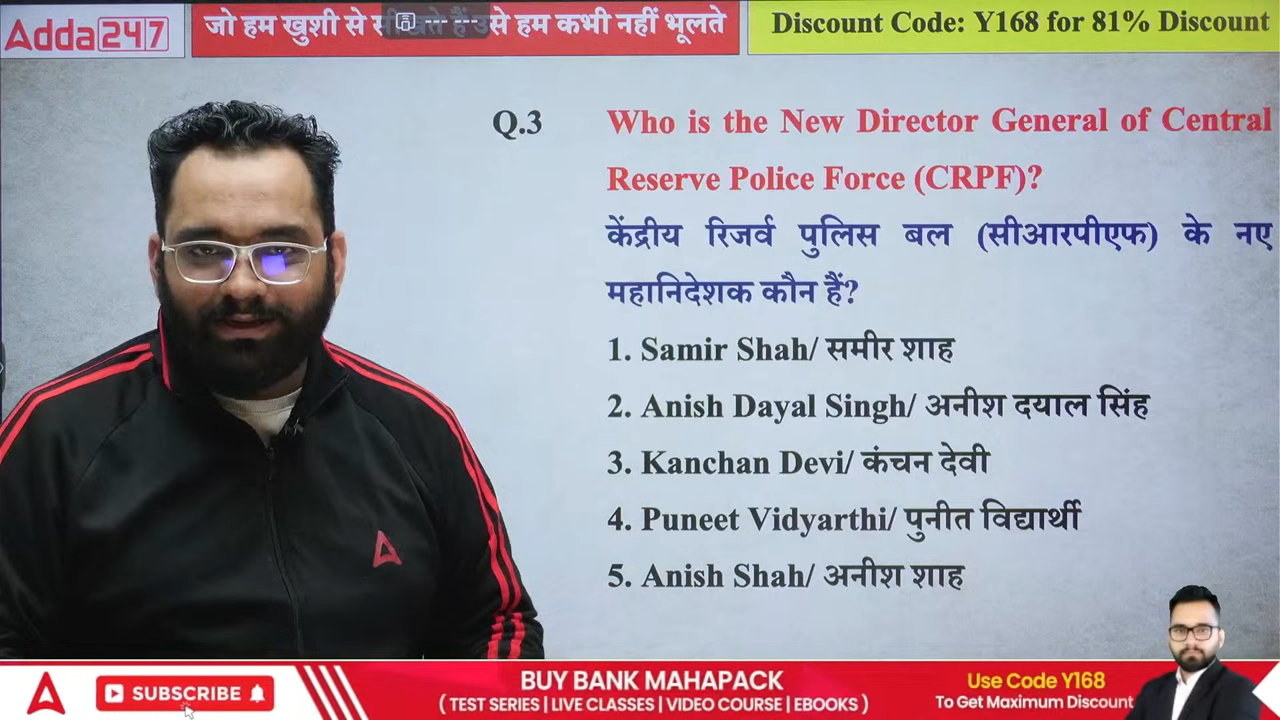 Adda247
जो हम खुशी से से हम कभी नहीं भूलते
Discount Code: Y168 for 81% Discount
Q.3 Who is the New Director General of Central
Reserve Police Force (CRPF)?
केंद्रीय रिजर्व पुलिस बल (सीआरपीएफ) के नए
महानिदेशक कौन हैं?
1. Samir Shah/ समीर शाह
2. Anish Dayal Singh/ अनीश दयाल सिंह
3. Kanchan Devi/ कंचन देवी
4. Puneet Vidyarthi/ पुनीत विद्यार्थी
5. Anish Shah/ अनीश शाह
SUBSCRIBE
BUY BANK MAHAPACK
( TEST SERIES | LIVE CLASSES | VIDEO COURSE | EBOOKS )
Use Code Y168
To Get Maximum Discount